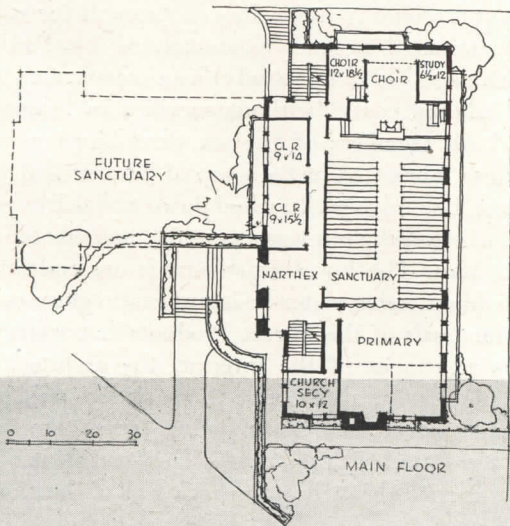 CHOIR
12 x 18½
CHOIR
STUDY
6½ x 12
CL R
9 x 14
FUTURE
SANCTUARY
CL R
9 x 15½
NARTHEX
SANCTUARY
PRIMARY
CHURCH
SECY
10 x 12
0 10 20 30
MAIN FLOOR